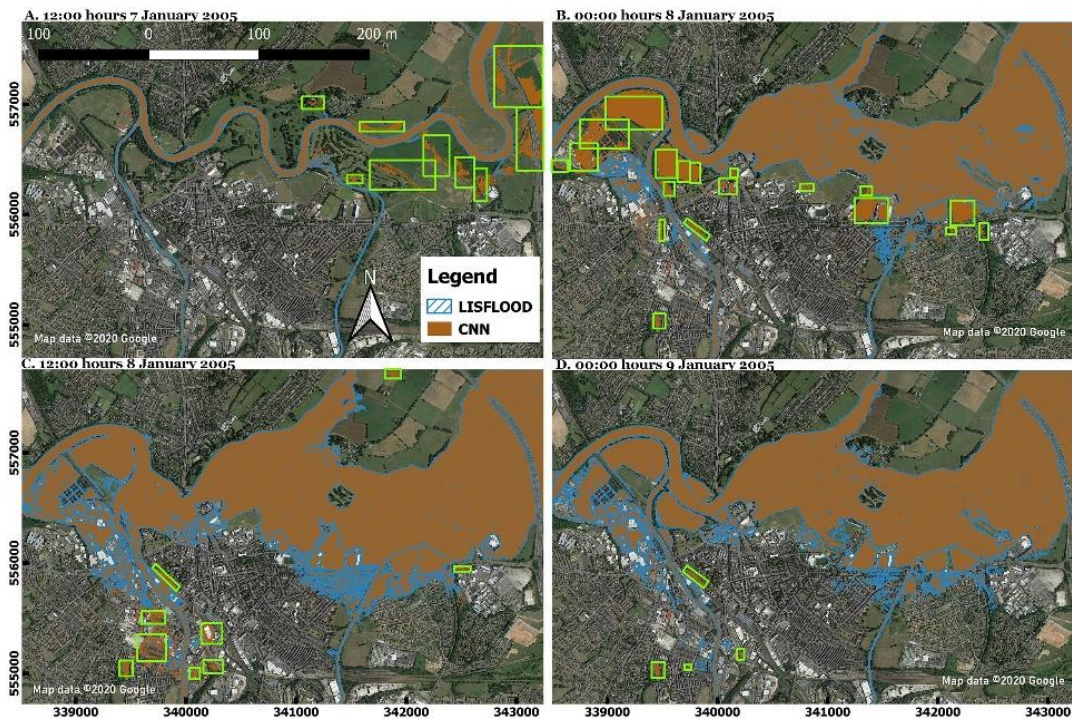 A. 12:00 hours 7 January 2005
B. 00:00 hours 8 January 2005
100 0 100 200 m
557000
556000
555000
N
Legend
LISFLOOD
CNN
Map data ©2020 Google
Map data ©2020 Google
C. 12:00 hours 8 January 2005
D. 00:00 hours 9 January 2005
557000
556000
555000
Map data ©2020 Google
Map data ©2020 Google
339000 340000 341000 342000 343000
339000 340000 341000 342000 343000